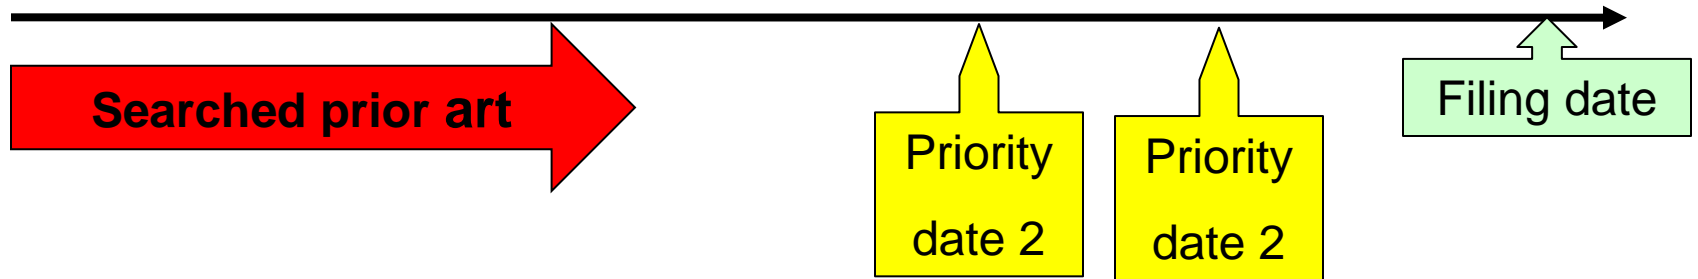 Searched prior art
Priority
date 2
Priority
date 2
Filing date